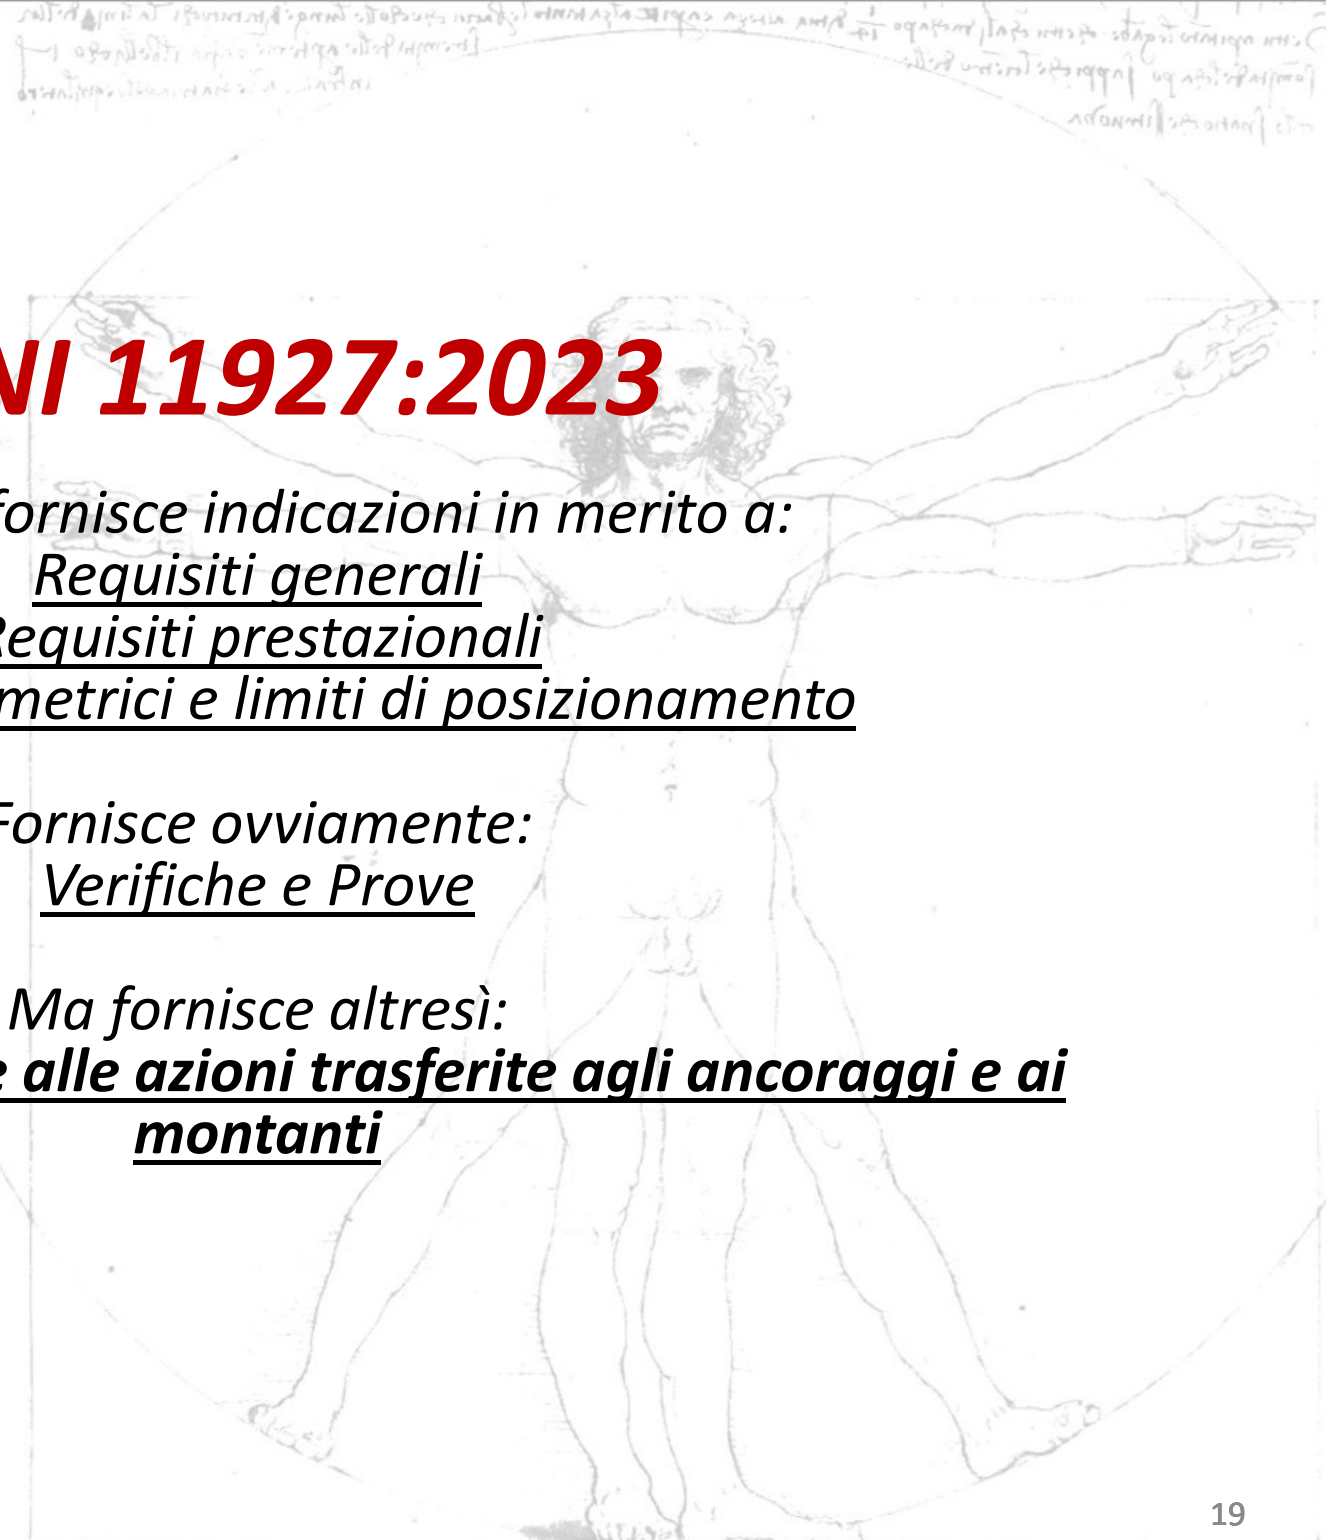 NI 11927:2023
fornisce indicazioni in merito a:
Requisiti generali
Requisiti prestazionali
metrici e limiti di posizionamento
Fornisce ovviamente:
Verifiche e Prove
Ma fornisce altresì:
e alle azioni trasferite agli ancoraggi e ai
montanti
19